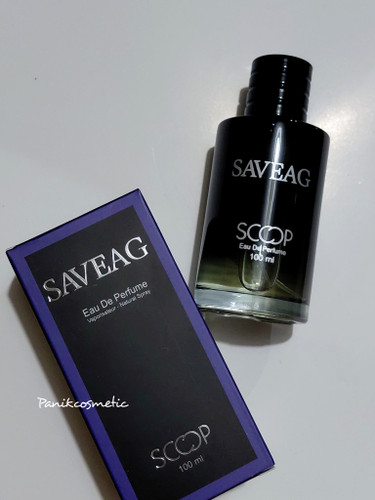 SAVEAG
SCOOP
Eau De Perfume
100 ml
SAVEAG
Eau De Perfume
Vaporisateur - Natural Spray
SCOOP
100 ml
Panikcosmetic